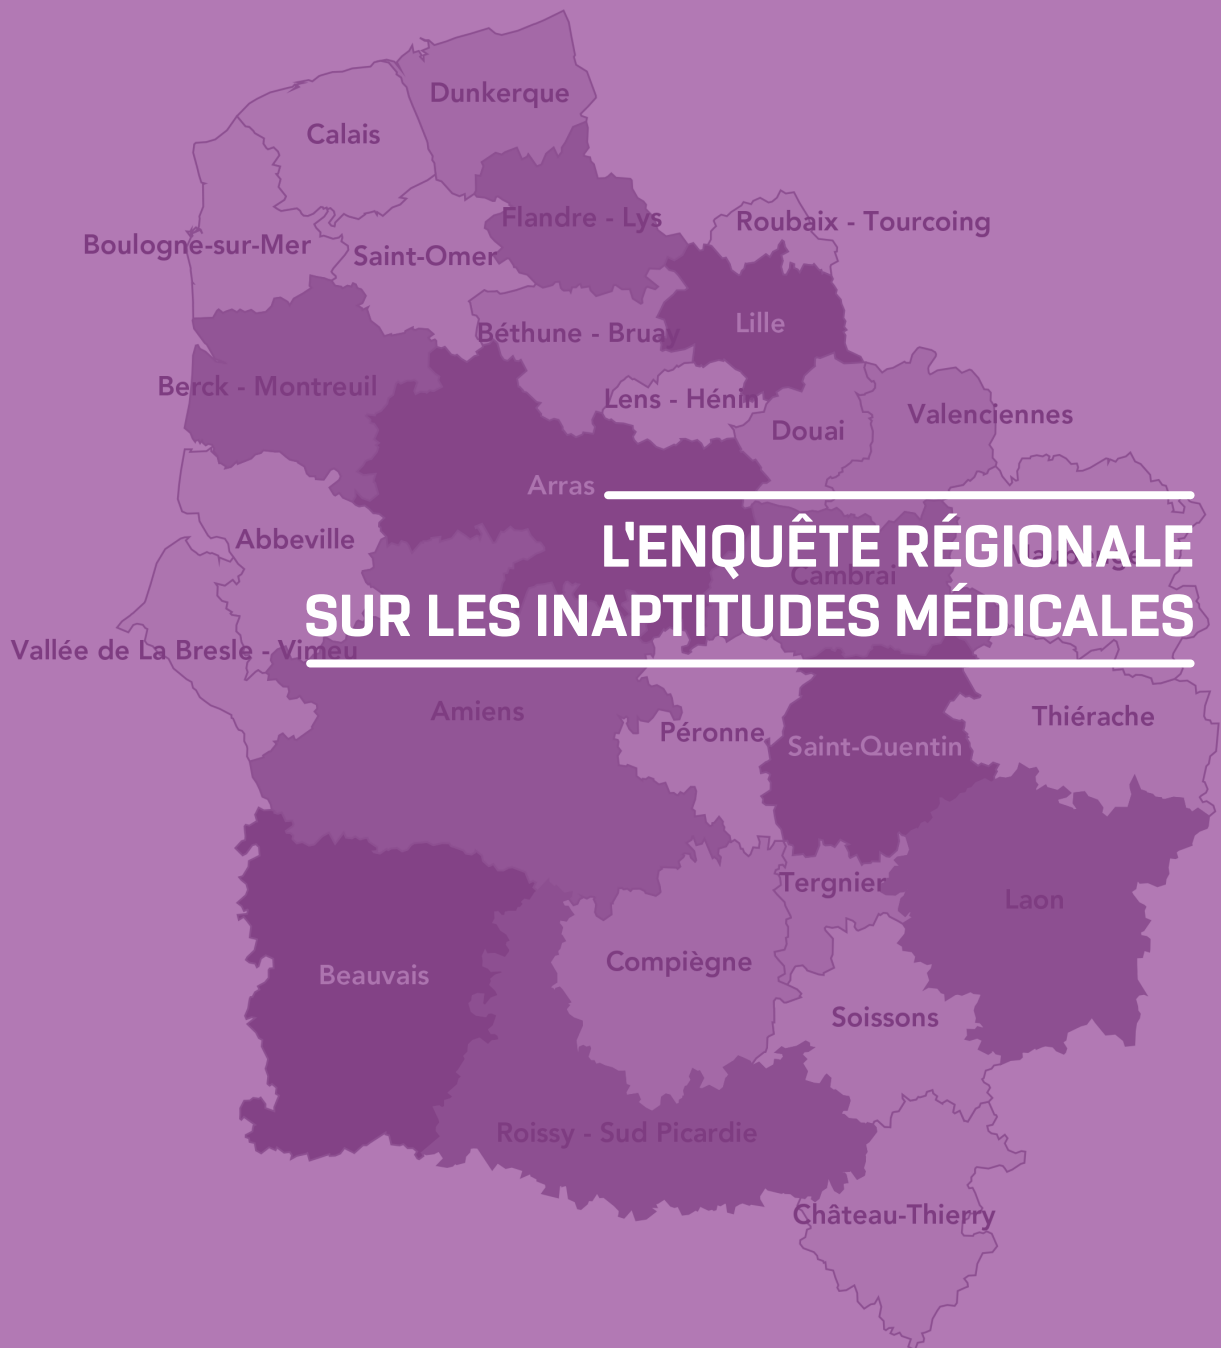 Dunkerque
Calais
Flandre - Lys
Roubaix - Tourcoing
Boulogne-sur-Mer
Saint-Omer
Lille
Béthune - Bruay
Berck - Montreuil
Lens - Hénin
Valenciennes
Douai
Arras
Abbeville
L'ENQUÊTE RÉGIONALE
Maubeuge
Cambrai
SUR LES INAPTITUDES MÉDICALES
Vallée de La Bresle - Vimeu
Amiens
Thiérache
Péronne
Saint-Quentin
Tergnier
Laon
Compiègne
Beauvais
Soissons
Roissy - Sud Picardie
Château-Thierry